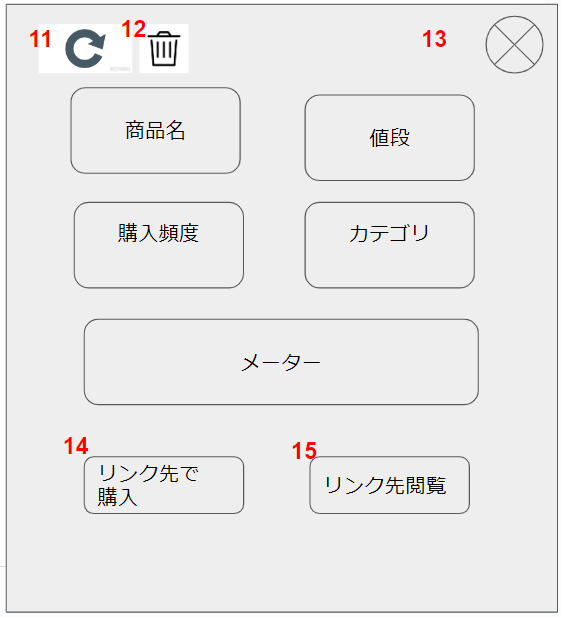 11
12
13
商品名
値段
購入頻度
カテゴリ
メーター
14
15
リンク先で
購入
リンク先閲覧